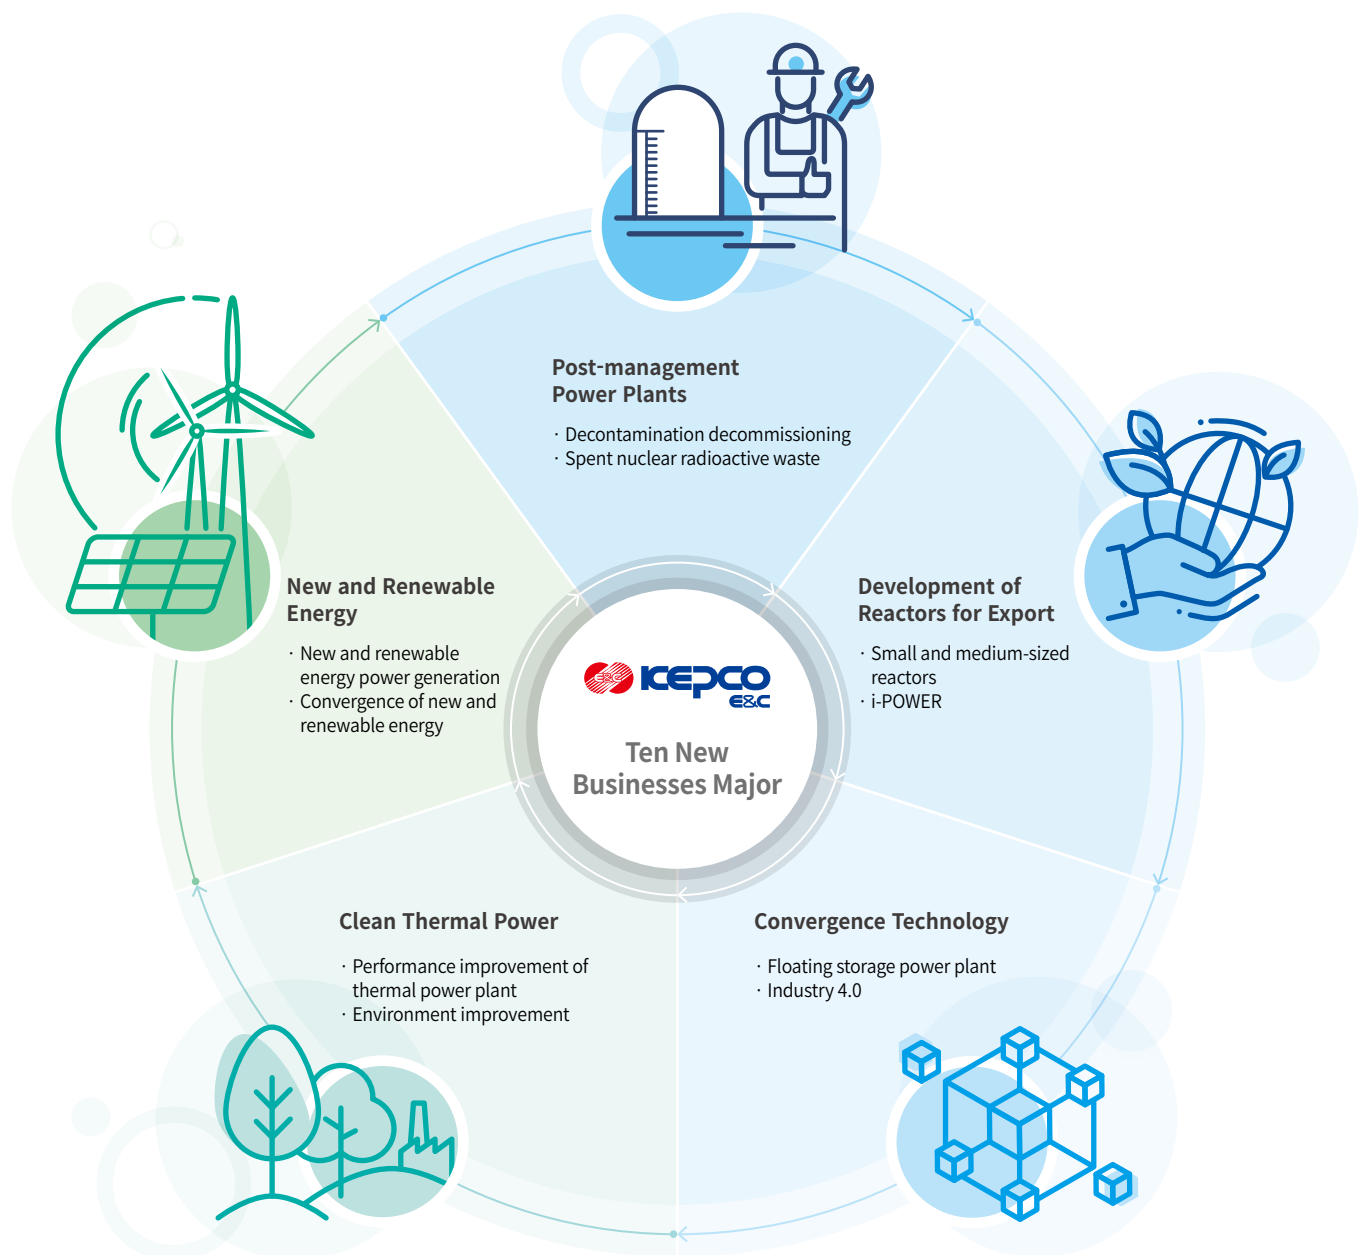 Post-management
Power Plants
· Decontamination decommissioning
· Spent nuclear radioactive waste
New and Renewable
Energy
· New and renewable
energy power generation
· Convergence of new and
renewable energy
Development of
Reactors for Export
· Small and medium-sized
reactors
· i-POWER
E&C KEPCO
E&C
Ten New
Businesses Major
Clean Thermal Power
· Performance improvement of
thermal power plant
· Environment improvement
Convergence Technology
· Floating storage power plant
· Industry 4.0